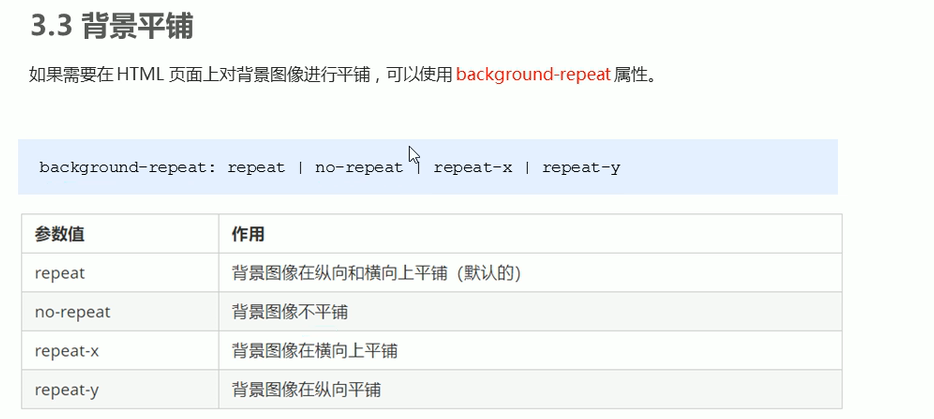 3.3 背景平铺
如果需要在 HTML 页面上对背景图像进行平铺，可以使用 background-repeat 属性。
background-repeat: repeat | no-repeat | repeat-x | repeat-y
参数值 作用
repeat 背景图像在纵向和横向上平铺（默认的）
no-repeat 背景图像不平铺
repeat-x 背景图像在横向上平铺
repeat-y 背景图像在纵向平铺